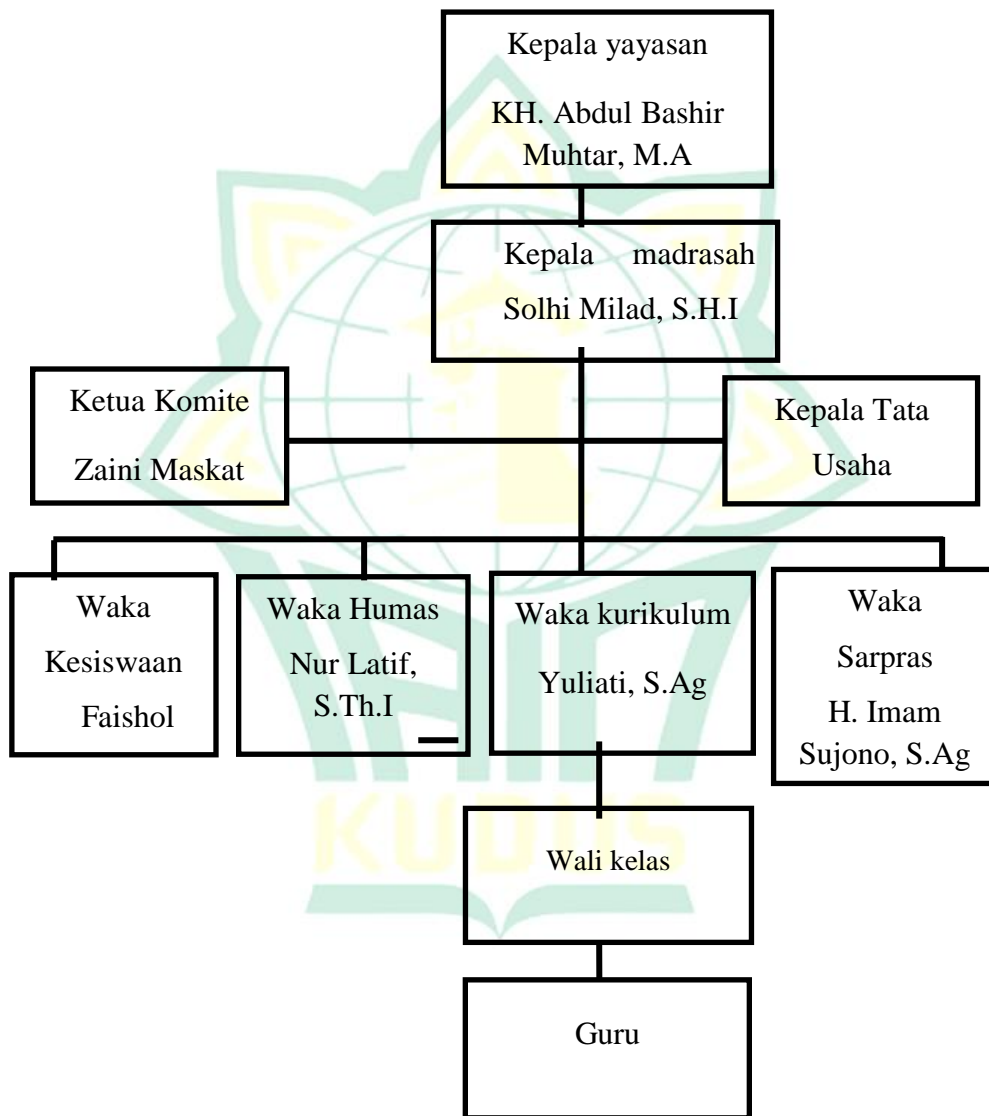 Kepala yayasan
KH. Abdul Bashir
Muhtar, M.A
Kepala madrasah
Solhi Milad, S.H.I
Ketua Komite
Zaini Maskat
Kepala Tata
Usaha
Waka
Kesiswaan
Faishol
Waka Humas
Nur Latif,
S.Th.I
Waka kurikulum
Yuliati, S.Ag
Waka
Sarpras
H. Imam
Sujono, S.Ag
KUDUS
Wali kelas
Guru